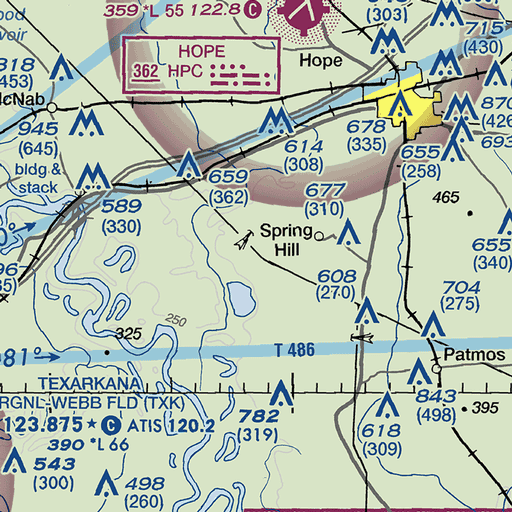 359 *L 55 122.8 C
348
(303)
715
(430)
HOPE
362 HPC
Hope
318
(453)
McNab
945
(645)
bldg &
stack
589
(330)
659
(362)
614
(308)
678
(335)
655
(258)
870
(426
693
677
(310)
465
Spring
Hill
655
(340)
608
(270)
704
(275)
250
325
081°
T 486
Patmos
TEXARKANA
RGNL-WEBB FLD (TXK)
123.875 * C ATIS 120.2
390 *L 66
782
(319)
843
(498)
395
618
(309)
543
(300)
498
(260)